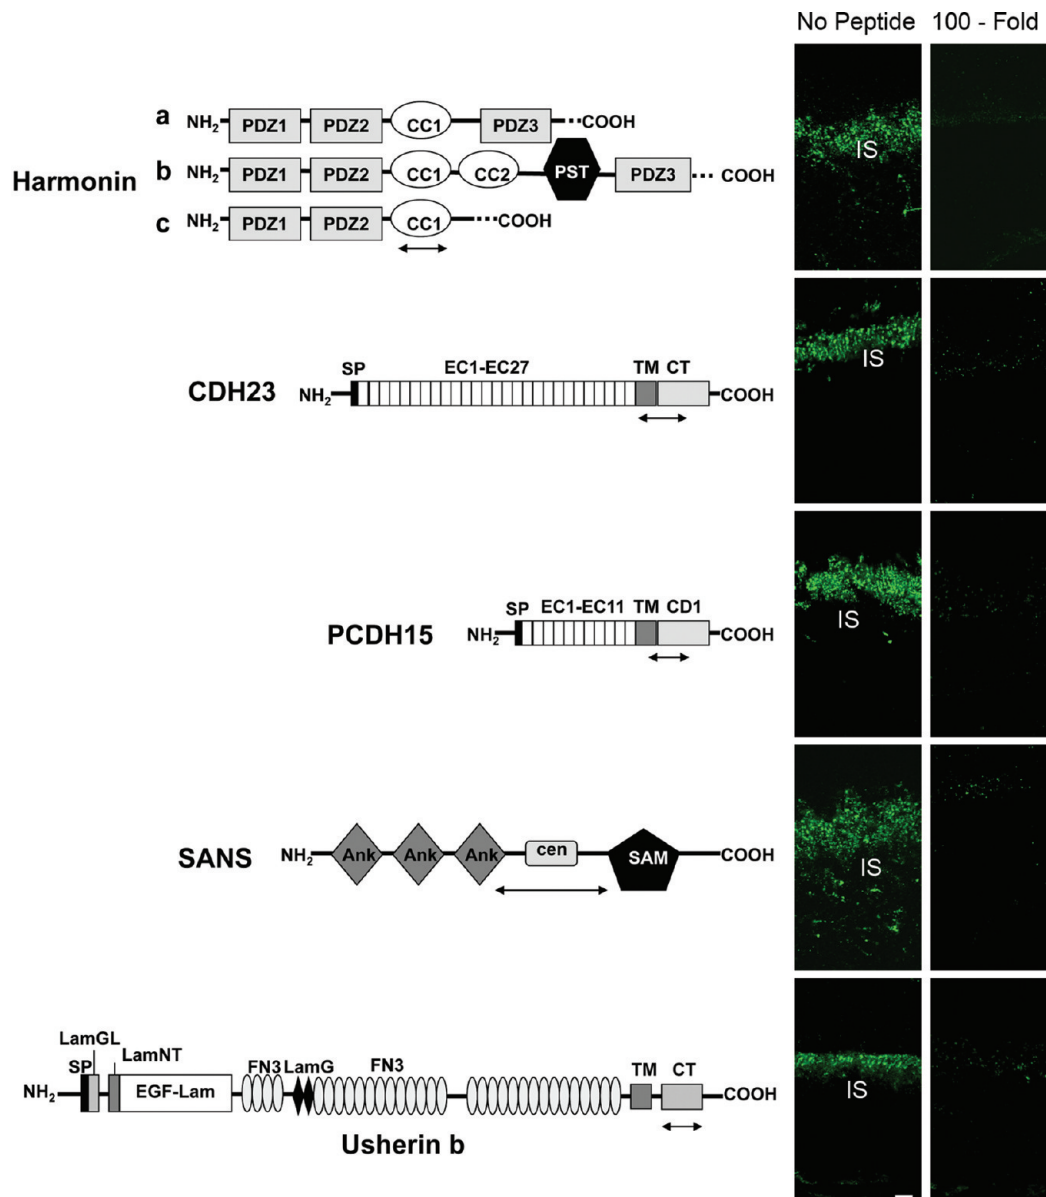 No Peptide 100 - Fold
Harmonin
a NH2 PDZ1 PDZ2 CC1 PDZ3 COOH
b NH2 PDZ1 PDZ2 CC1 CC2 PST PDZ3 COOH
c NH2 PDZ1 PDZ2 CC1 COOH
IS
CDH23
SP EC1-EC27 TM CT
NH2 COOH
IS
PCDH15
SP EC1-EC11 TM CD1
NH2 COOH
IS
SANS
NH2 Ank Ank Ank cen SAM COOH
IS
LamGL
SP LamNT FN3 LamG FN3 TM CT
NH2 EGF-Lam COOH
IS
Usherin b